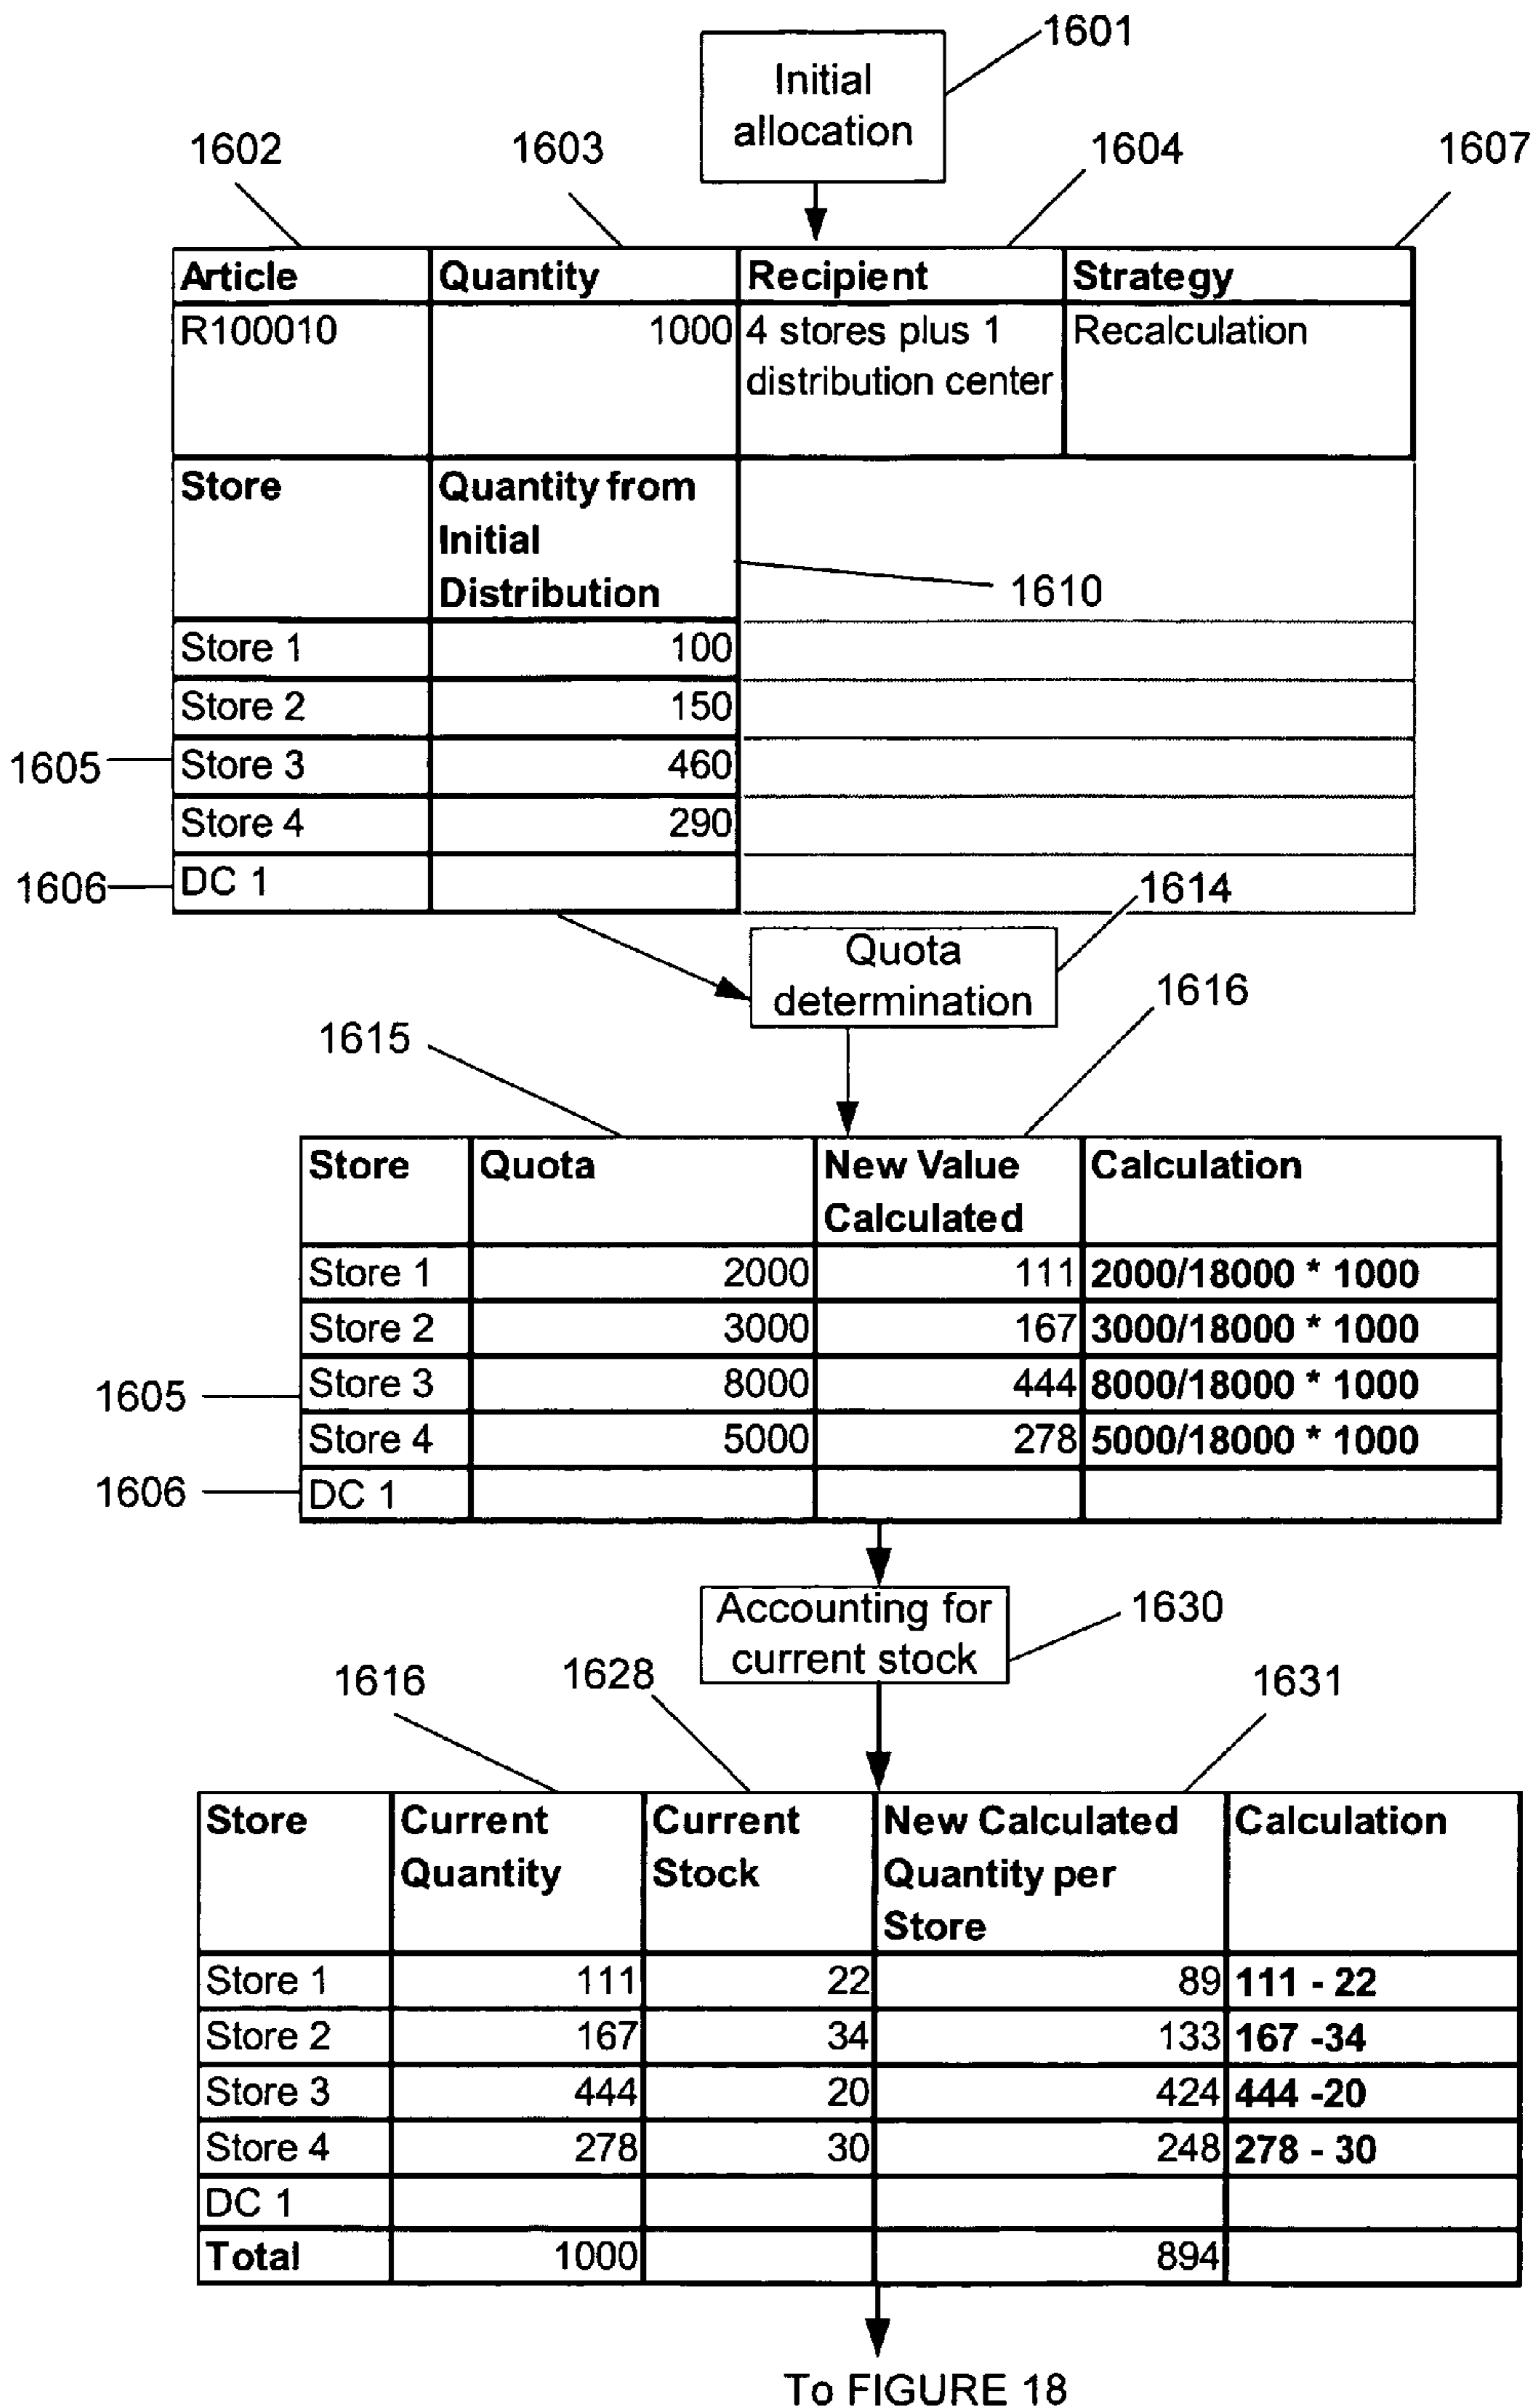 1601
Initial
allocation
1602 1603 1604 1607
Article Quantity Recipient Strategy
R100010 1000 4 stores plus 1 Recalculation
distribution center
Store Quantity from
Initial
Distribution
1610
Store 1 100
Store 2 150
1605 Store 3 460
Store 4 290
1606 DC 1
1614
Quota
determination
1616
1615
Store Quota New Value Calculation
Calculated
Store 1 2000 111 2000/18000 * 1000
Store 2 3000 167 3000/18000 * 1000
1605 Store 3 8000 444 8000/18000 * 1000
Store 4 5000 278 5000/18000 * 1000
1606 DC 1
Accounting for
current stock
1630
1616 1628 1631
Store Current Current New Calculated Calculation
Quantity Stock Quantity per
Store
Store 1 111 22 89 111 - 22
Store 2 167 34 133 167 -34
Store 3 444 20 424 444 -20
Store 4 278 30 248 278 - 30
DC 1
Total 1000 894
To FIGURE 18